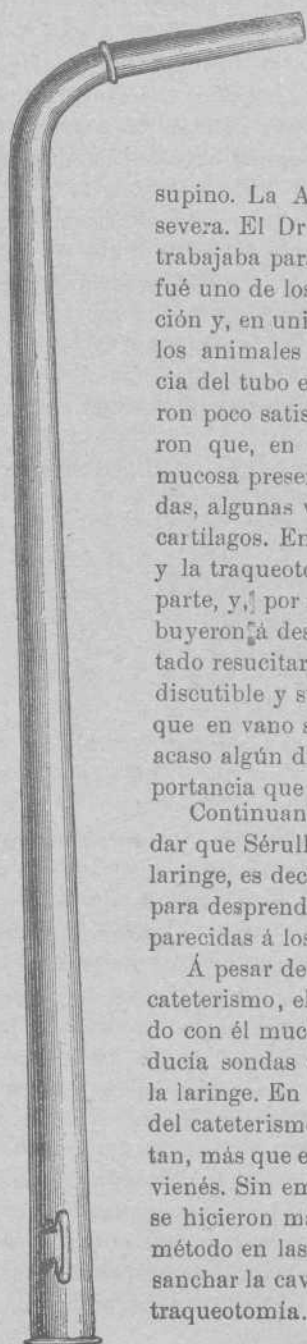 supino. La A
severa. El Dr
trabajaba par
fué uno de los
ción y, en uni
los animales
cia del tubo e
ron poco satis
ron que, en
mucosa prese
das, algunas v
cartílagos. En
y la traqueot
parte, y, por
buyeron á des
tado resucitar
discutible y s
que en vano s
acaso algún d
portancia que
Continuan
dar que Sérull
laringe, es dec
para desprend
parecidas á los
Á pesar de
cateterismo, el
do con él muc
ducía sondas
la laringe. En
del cateterism
tan, más que e
vienés. Sin em
se hicieron m
método en las
sanchar la cav
traqueotomía.